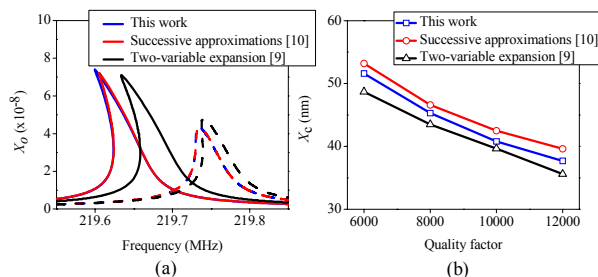 This work
Successive approximations [10]
Two-variable expansion [9]
10
8
6
4
2
0
Xo (x10-8)
219.6
219.7
219.8
Frequency (MHz)
(a)
This work
Successive approximations [10]
Two-variable expansion [9]
60
50
40
30
Xc (nm)
6000
8000
10000
12000
Quality factor
(b)